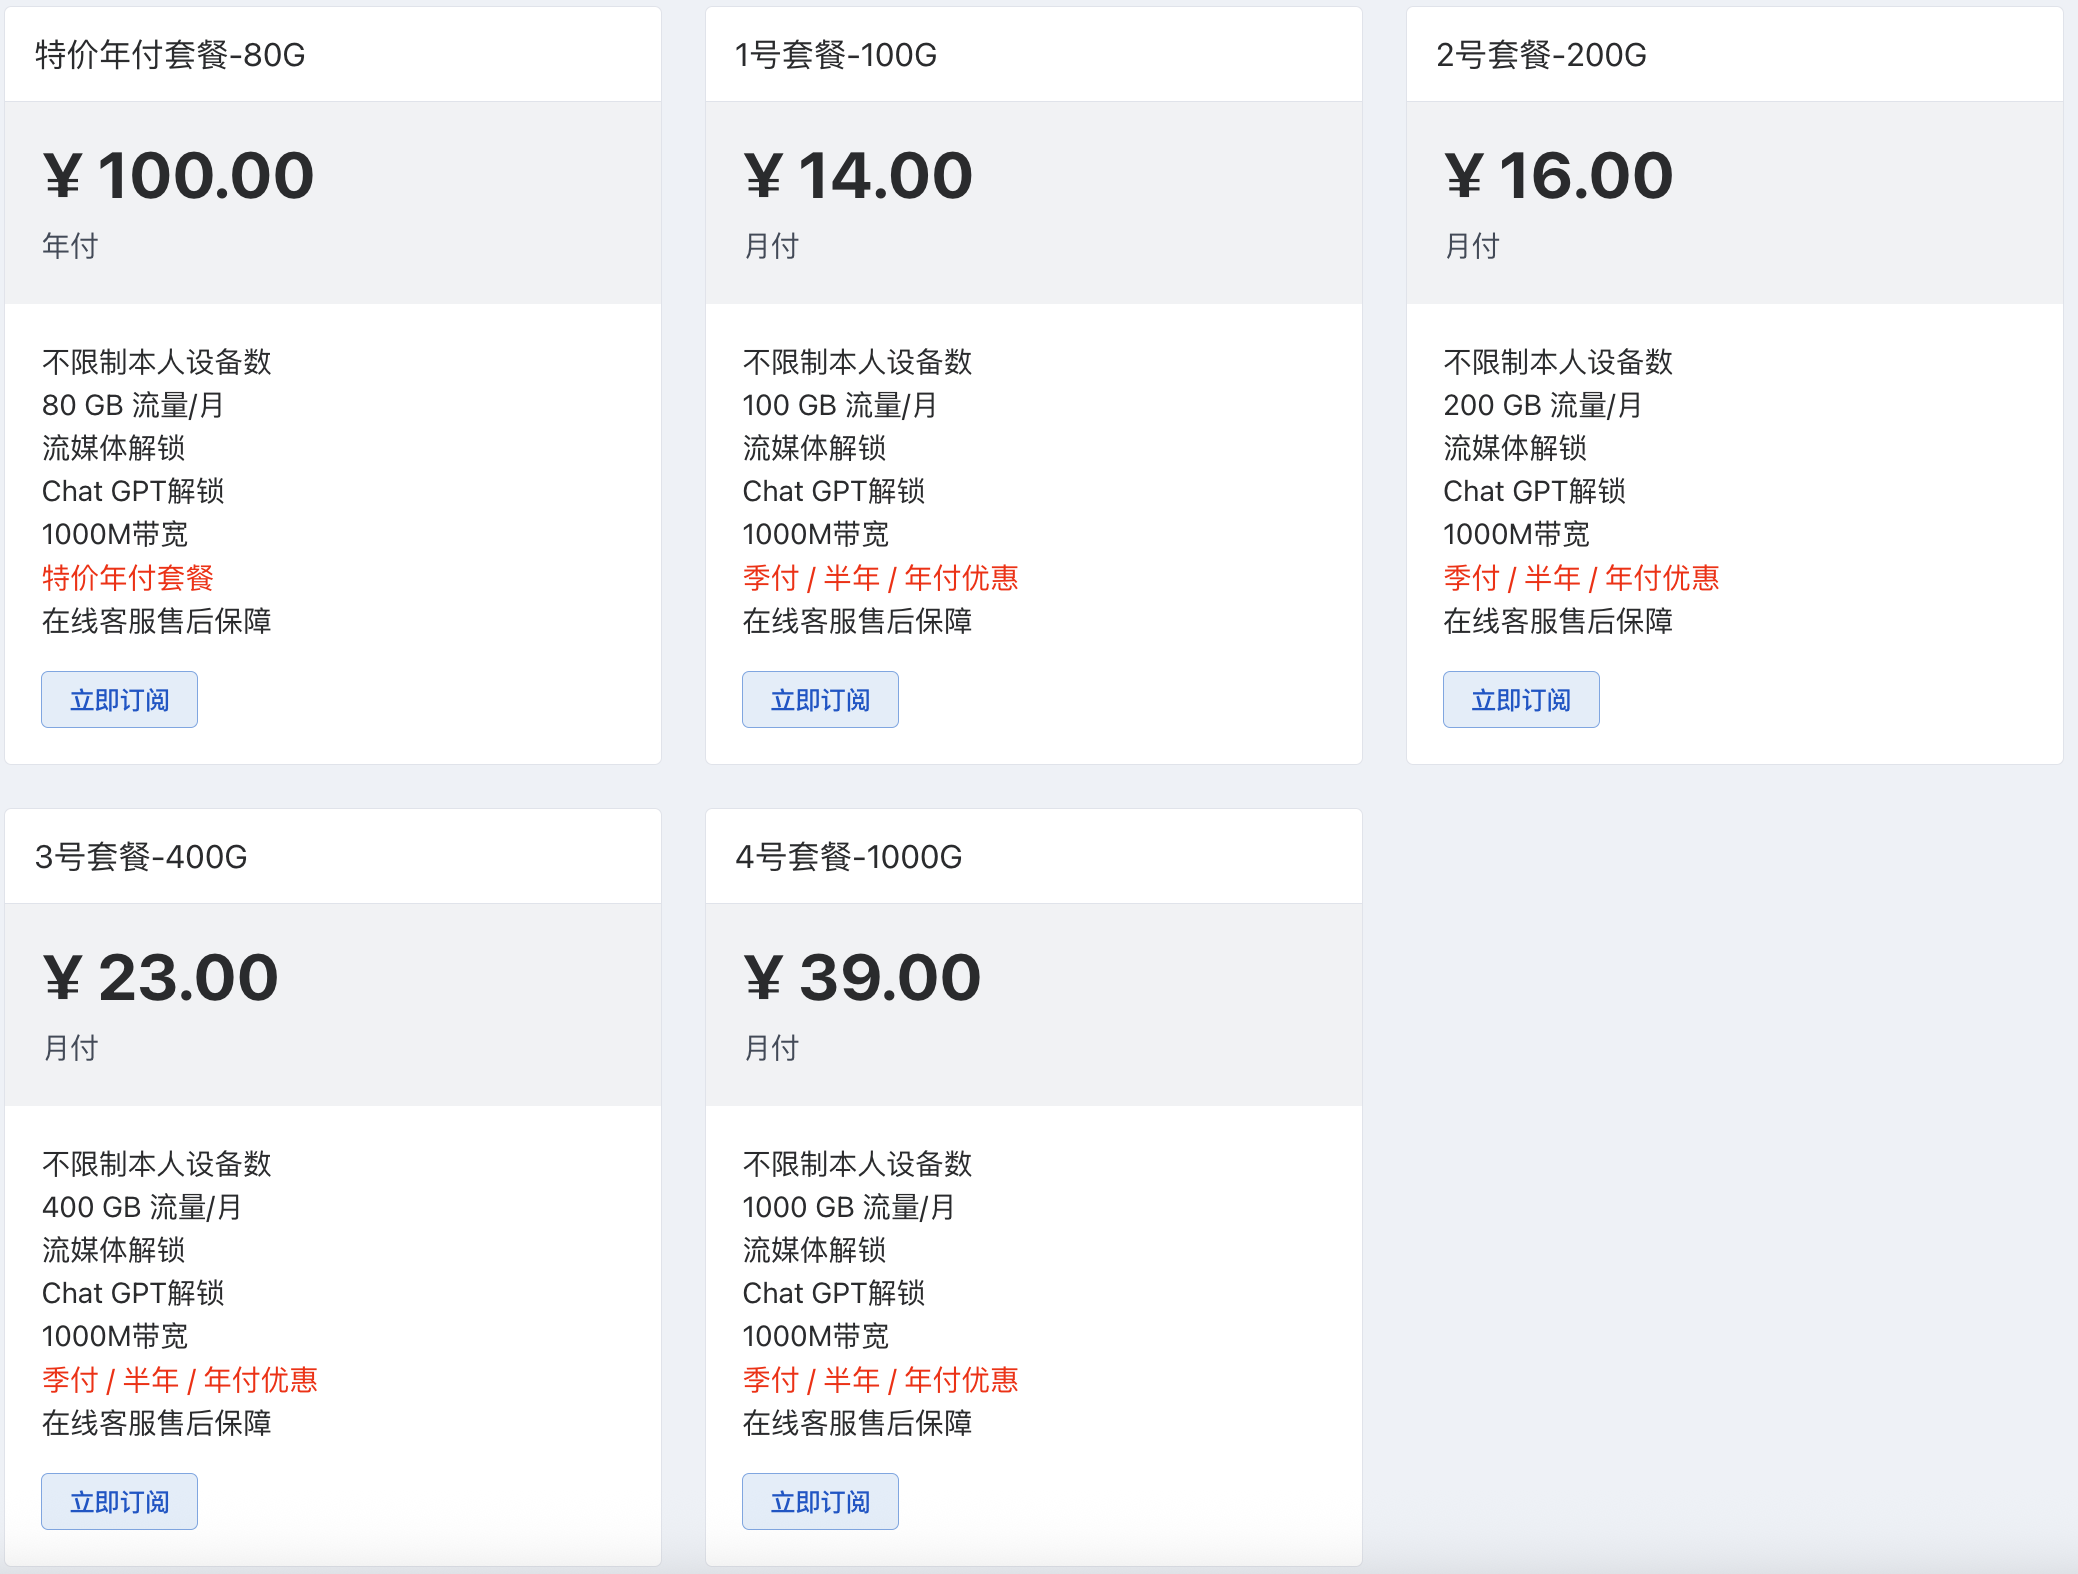 特价年付套餐-80G
¥ 100.00
年付
不限制本人设备数
80 GB 流量/月
流媒体解锁
Chat GPT解锁
1000M带宽
特价年付套餐
在线客服售后保障
立即订阅
1号套餐-100G
¥ 14.00
月付
不限制本人设备数
100 GB 流量/月
流媒体解锁
Chat GPT解锁
1000M带宽
季付 / 半年 / 年付优惠
在线客服售后保障
立即订阅
2号套餐-200G
¥ 16.00
月付
不限制本人设备数
200 GB 流量/月
流媒体解锁
Chat GPT解锁
1000M带宽
季付 / 半年 / 年付优惠
在线客服售后保障
立即订阅
3号套餐-400G
¥ 23.00
月付
不限制本人设备数
400 GB 流量/月
流媒体解锁
Chat GPT解锁
1000M带宽
季付 / 半年 / 年付优惠
在线客服售后保障
立即订阅
4号套餐-1000G
¥ 39.00
月付
不限制本人设备数
1000 GB 流量/月
流媒体解锁
Chat GPT解锁
1000M带宽
季付 / 半年 / 年付优惠
在线客服售后保障
立即订阅